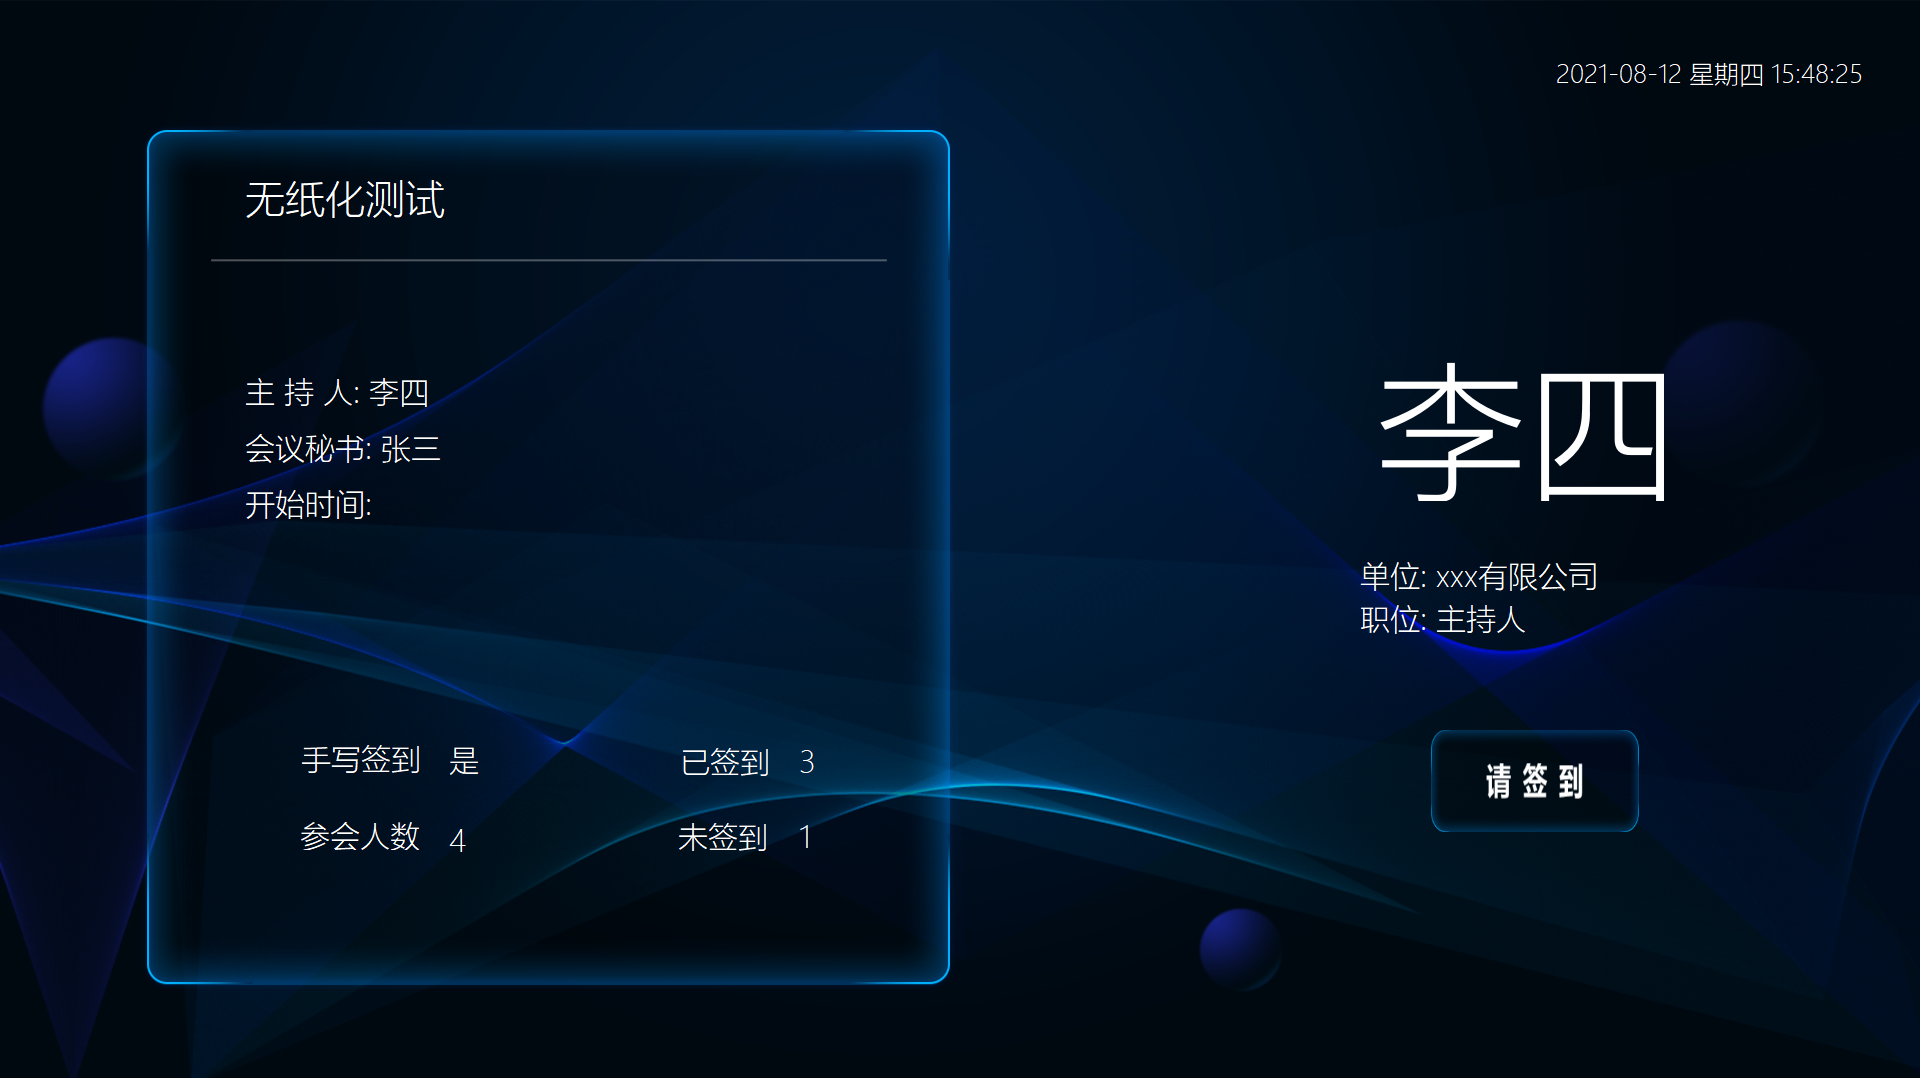 2021-08-12 星期四 15:48:25
无纸化测试
主 持 人: 李四
会议秘书: 张三
开始时间:
手写签到 是
已签到 3
参会人数 4
未签到 1
李四
单位: xxx有限公司
职位: 主持人
请 签 到